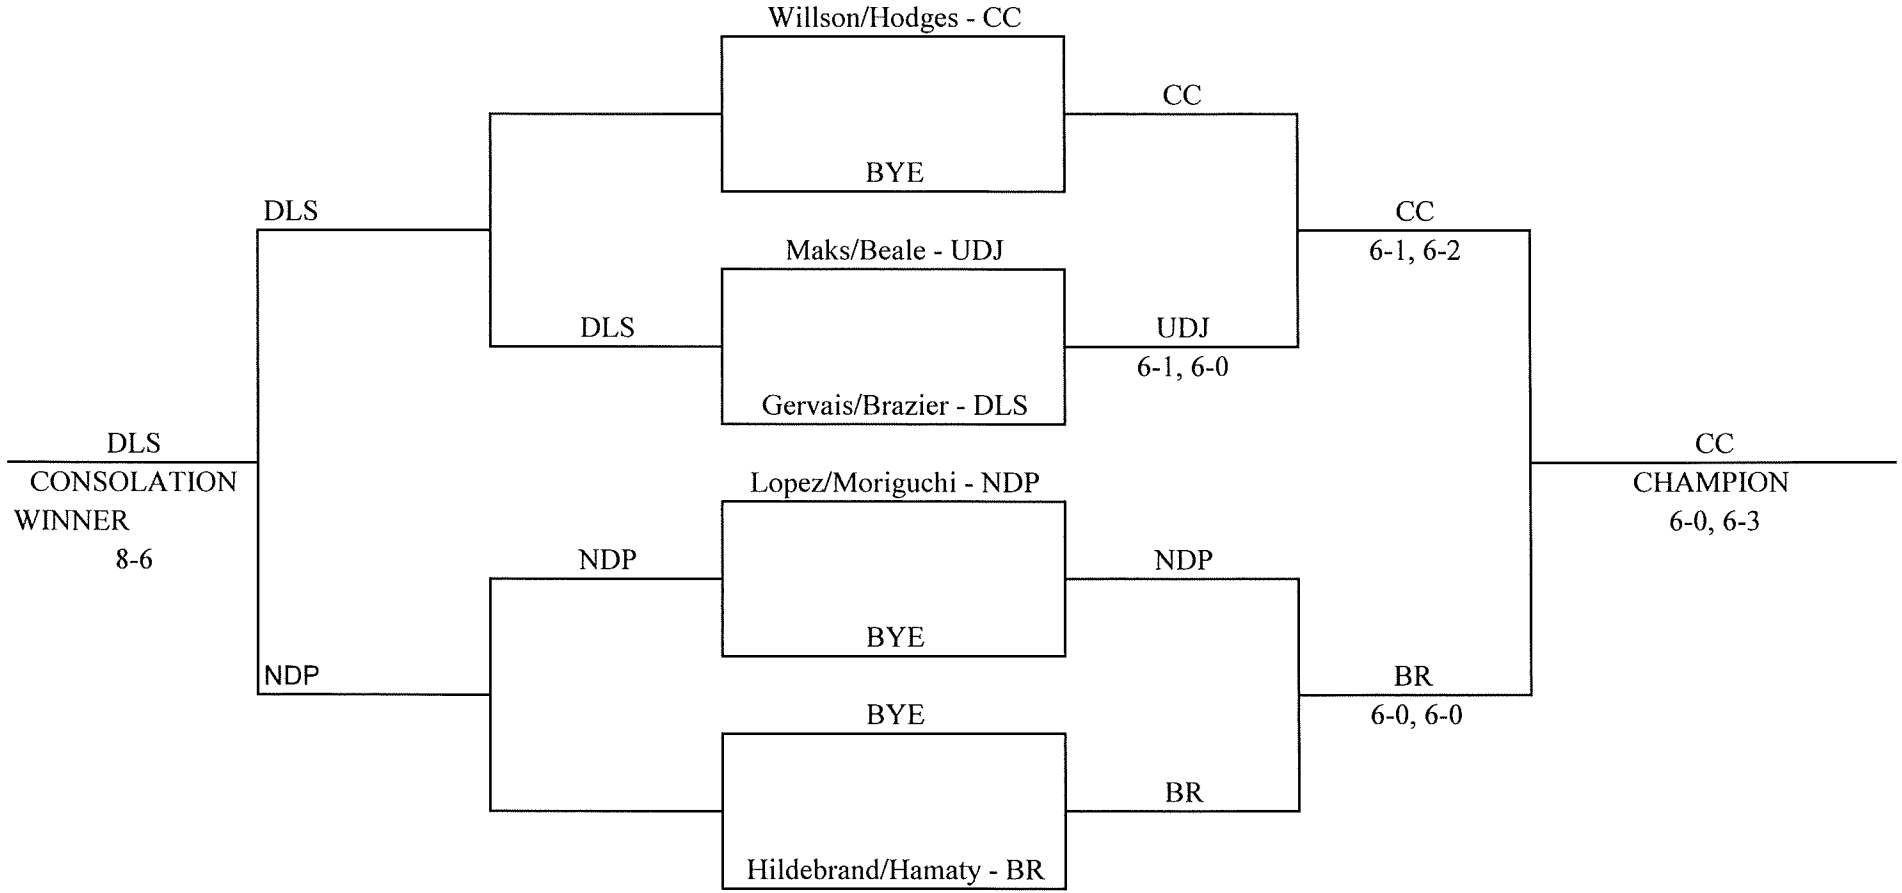 Willson/Hodges - CC
CC
BYE
DLS
CC
6-1, 6-2
Maks/Beale - UDJ
DLS
UDJ
6-1, 6-0
Gervais/Brazier - DLS
DLS
CONSOLATION
WINNER
8-6
CC
CHAMPION
6-0, 6-3
Lopez/Moriguchi - NDP
NDP
NDP
BYE
NDP
BR
6-0, 6-0
BYE
BR
Hildebrand/Hamaty - BR